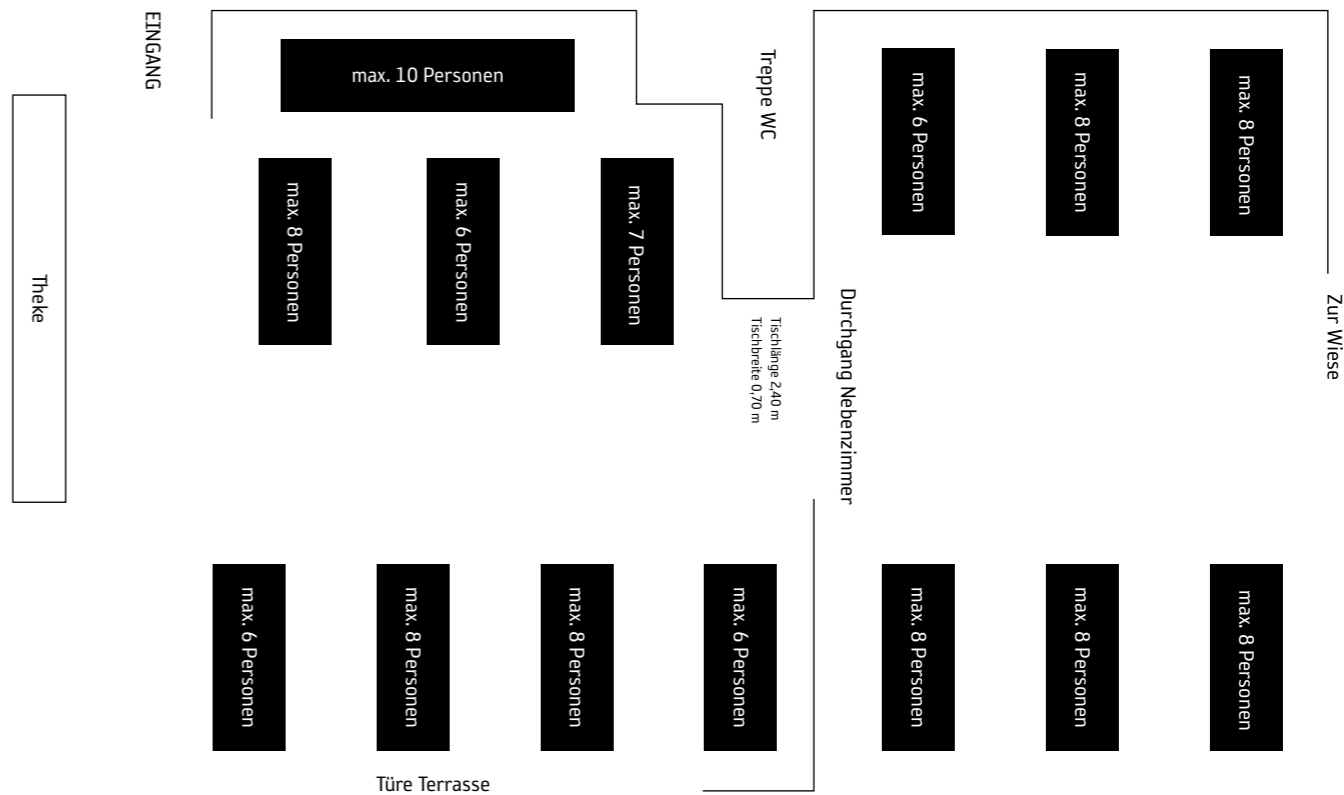 EINGANG
max. 10 Personen
Treppe WC
max. 6 Personen
max. 8 Personen
max. 8 Personen
max. 8 Personen
max. 6 Personen
max. 7 Personen
Theke
Tischlänge 2,40 m
Tischbreite 0,70 m
Durchgang Nebenzimmer
Zur Wiese
max. 6 Personen
max. 8 Personen
max. 8 Personen
max. 6 Personen
max. 8 Personen
max. 8 Personen
max. 8 Personen
Türe Terrasse